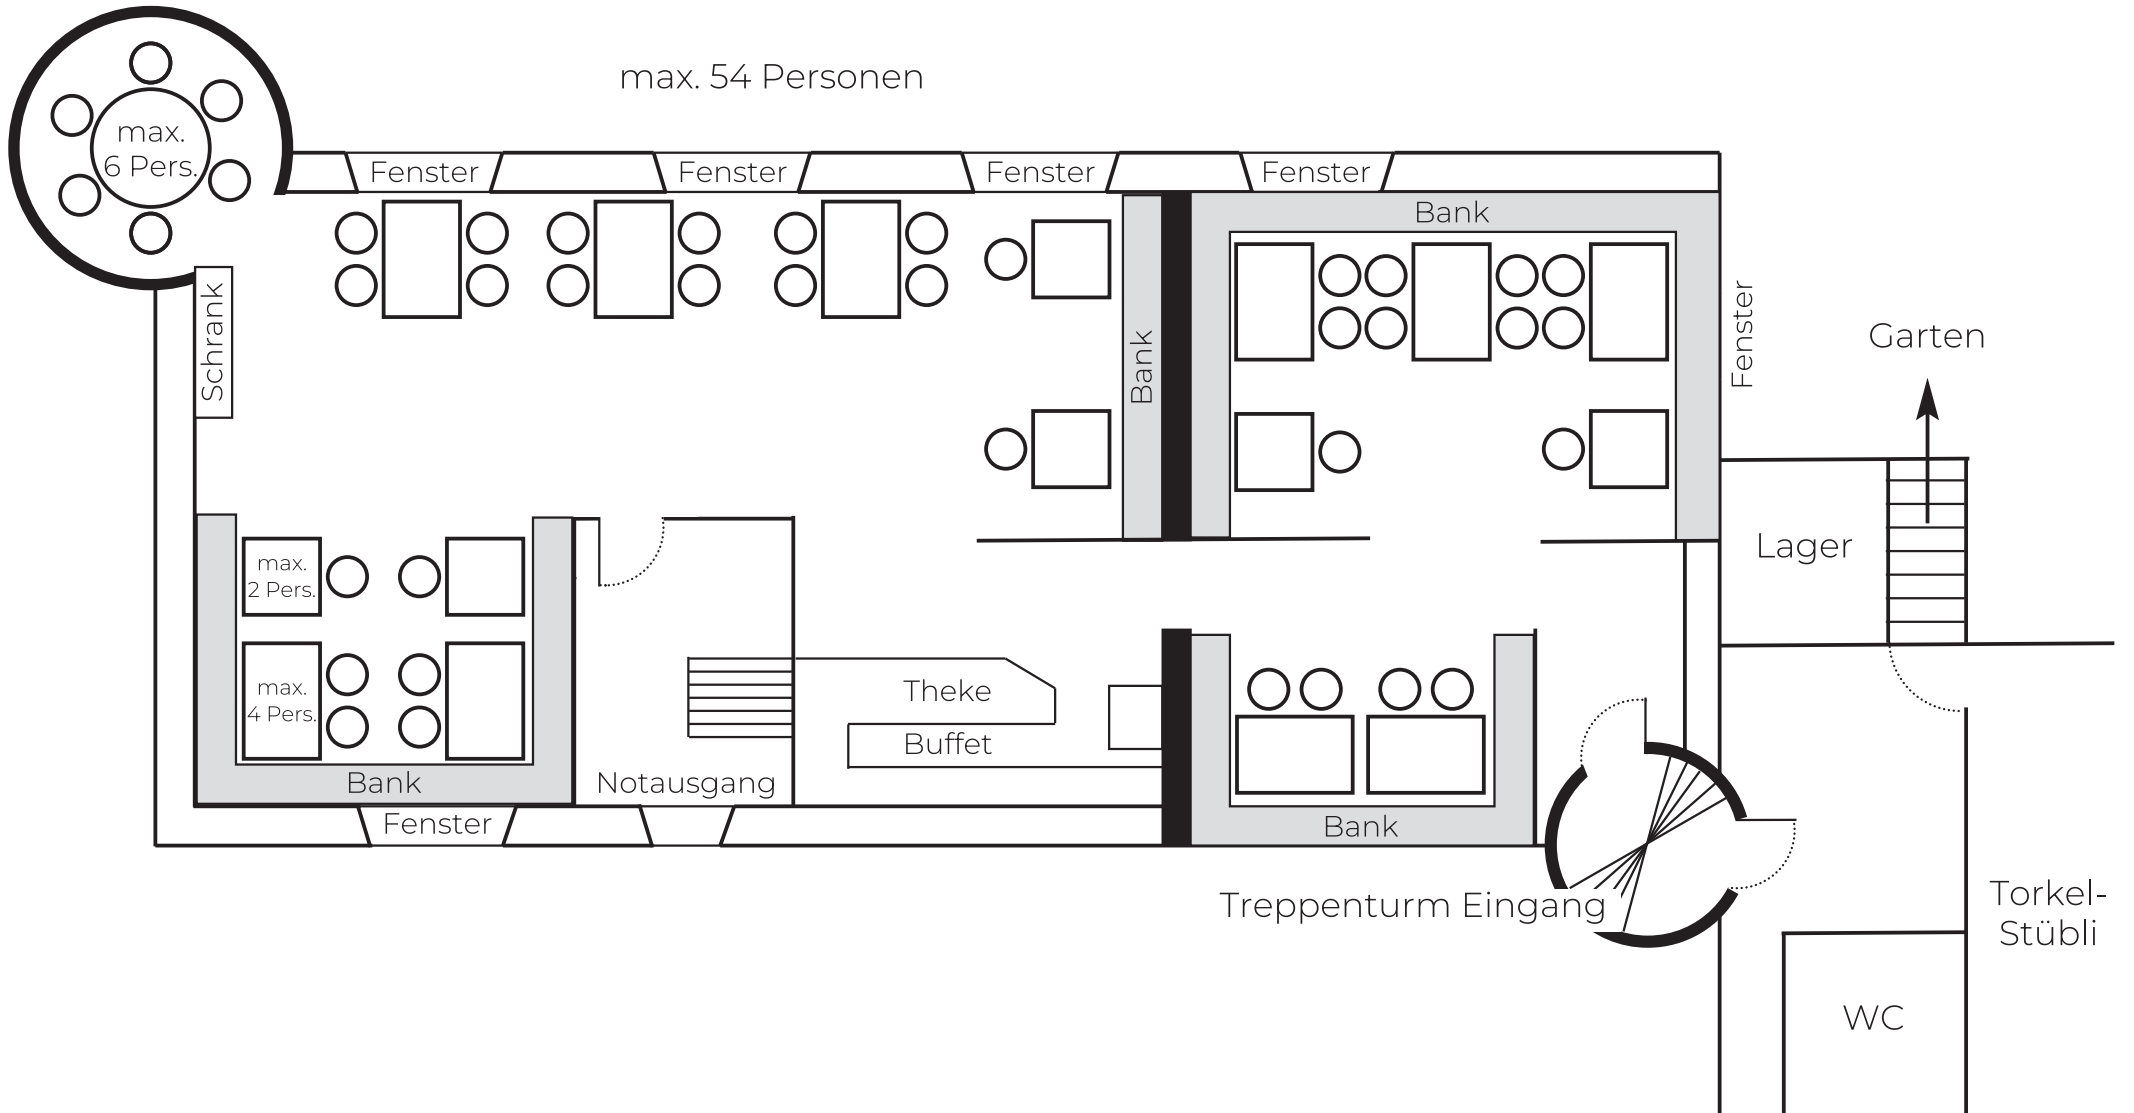 max. 54 Personen
max.
6 Pers.
Fenster
Fenster
Fenster
Fenster
Bank
Schrank
Bank
Fenster
Garten
Lager
max.
2 Pers.
max.
4 Pers.
Bank
Fenster
Notausgang
Theke
Buffet
Bank
Treppenturm Eingang
Torkel-
Stübli
WC